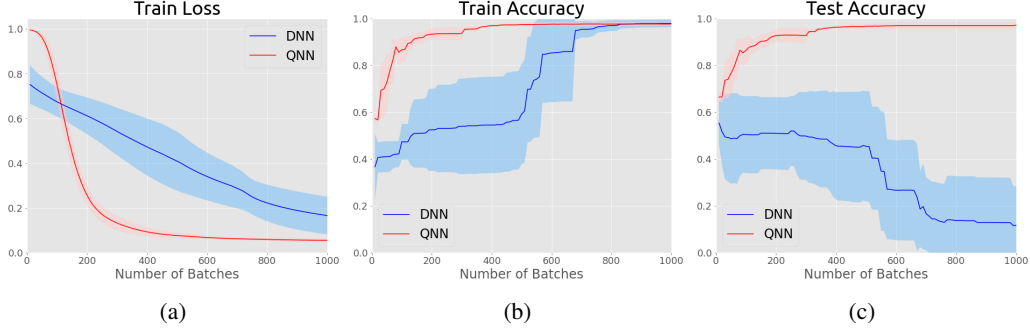 Train Loss
1.0
0.8
0.6
0.4
0.2
0.0
0 200 400 600 800 1000
Number of Batches
DNN
QNN
(a)
Train Accuracy
1.0
0.8
0.6
0.4
0.2
0.0
0 200 400 600 800 1000
Number of Batches
DNN
QNN
(b)
Test Accuracy
1.0
0.8
0.6
0.4
0.2
0.0
0 200 400 600 800 1000
Number of Batches
DNN
QNN
(c)